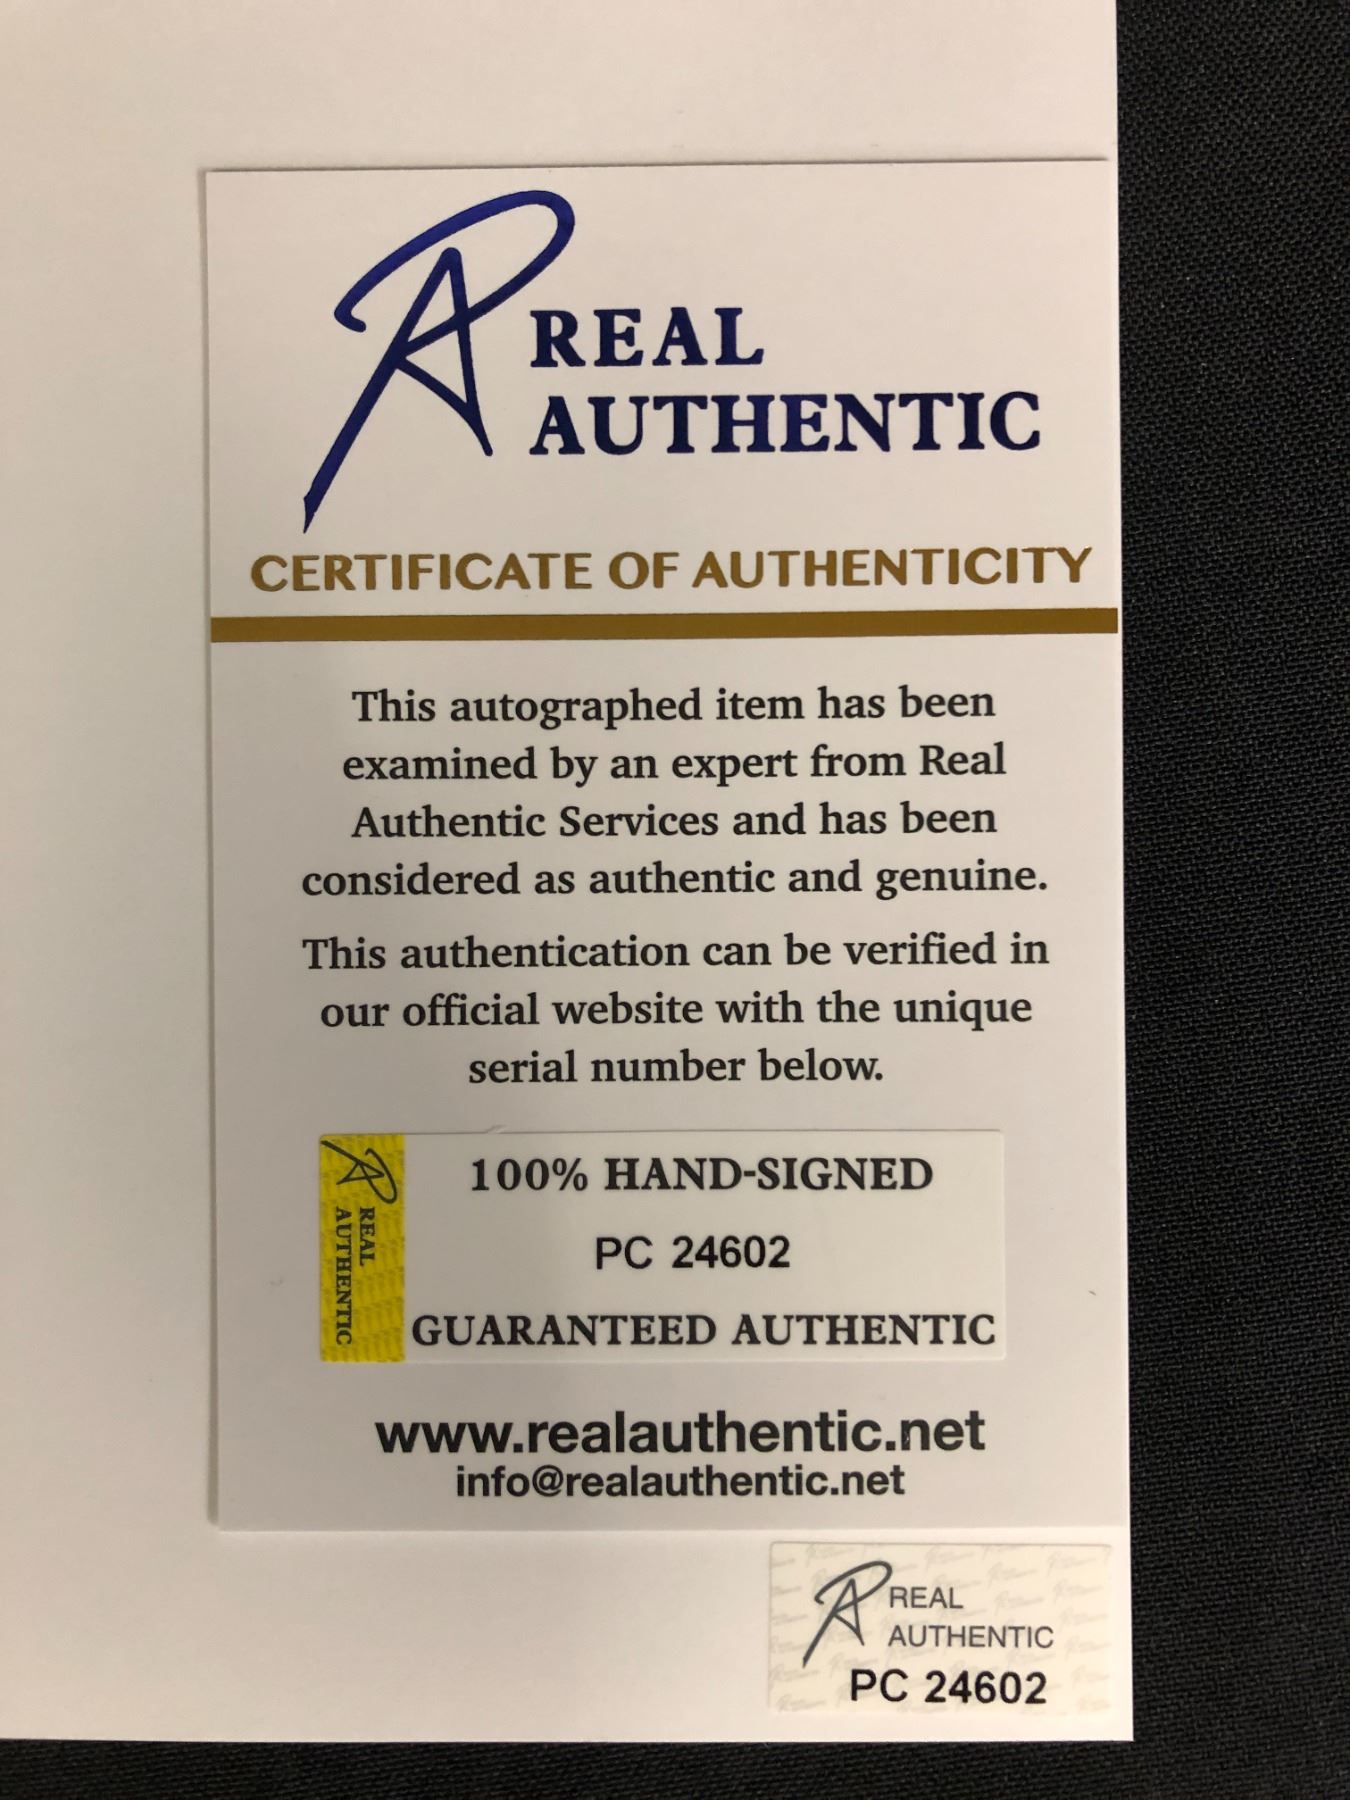 REAL
AUTHENTIC
CERTIFICATE OF AUTHENTICITY
This autographed item has been
examined by an expert from Real
Authentic Services and has been
considered as authentic and genuine.
This authentication can be verified in
our official website with the unique
serial number below.
REAL
AUTHENTIC
100% HAND-SIGNED
PC 24602
GUARANTEED AUTHENTIC
www.realauthentic.net
info@realauthentic.net
REAL
AUTHENTIC
PC 24602